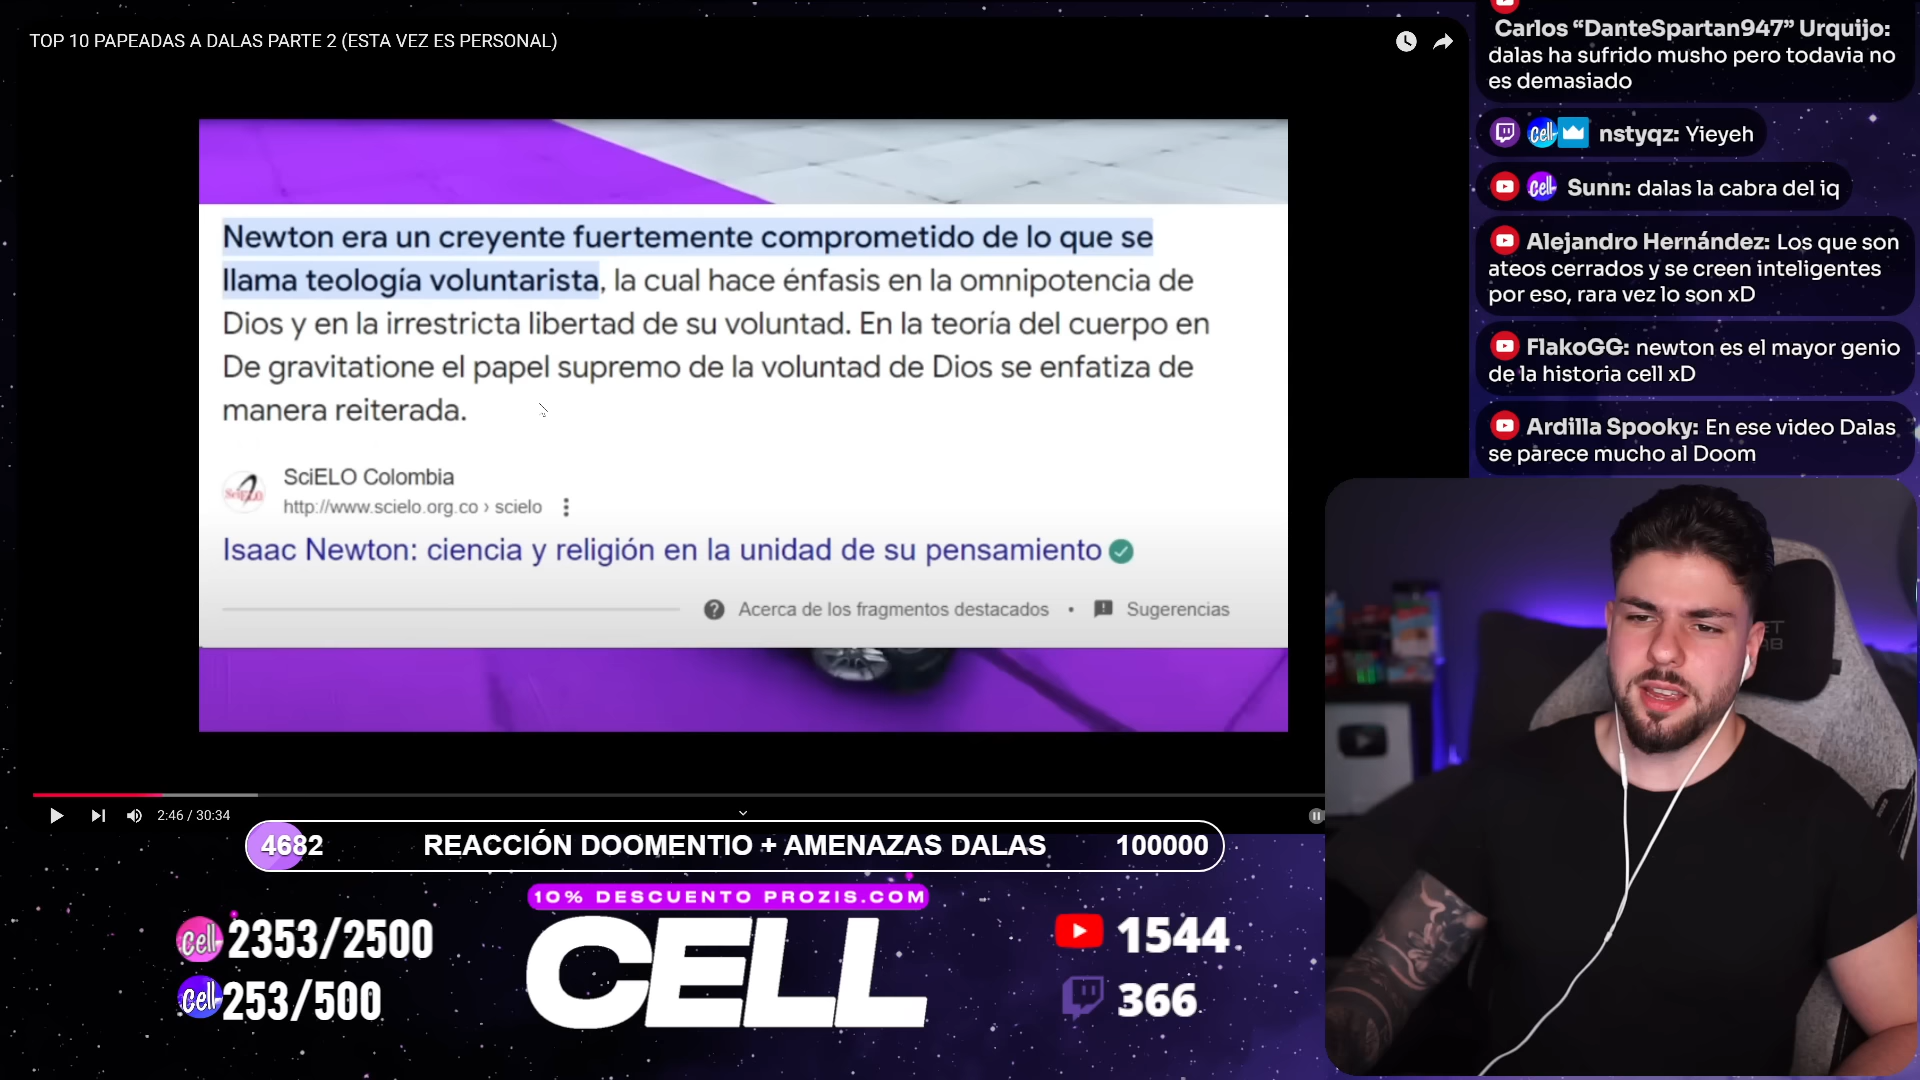 TOP 10 PAPEADAS A DALAS PARTE 2 (ESTA VEZ ES PERSONAL)
Newton era un creyente fuertemente comprometido de lo que se
llama teología voluntarista, la cual hace énfasis en la omnipotencia de
Dios y en la irrestricta libertad de su voluntad. En la teoría del cuerpo en
De gravitatione el papel supremo de la voluntad de Dios se enfatiza de
manera reiterada.
SciELO
SciELO Colombia
http://www.scielo.org.co › scielo
Isaac Newton: ciencia y religión en la unidad de su pensamiento
Acerca de los fragmentos destacados • Sugerencias
2:46 / 30:34
4682 REACCIÓN DOOMENTIO + AMENAZAS DALAS 100000
10% DESCUENTO PROZIS.COM
CELL
cell 2353/2500
cell 253/500
1544
366
Carlos “DanteSpartan947” Urquijo:
dalas ha sufrido musho pero todavia no
es demasiado
cell nstyqz: Yieyeh
cell Sunn: dalas la cabra del iq
Alejandro Hernández: Los que son
ateos cerrados y se creen inteligentes
por eso, rara vez lo son xD
FlakoGG: newton es el mayor genio
de la historia cell xD
Ardilla Spooky: En ese video Dalas
se parece mucho al Doom